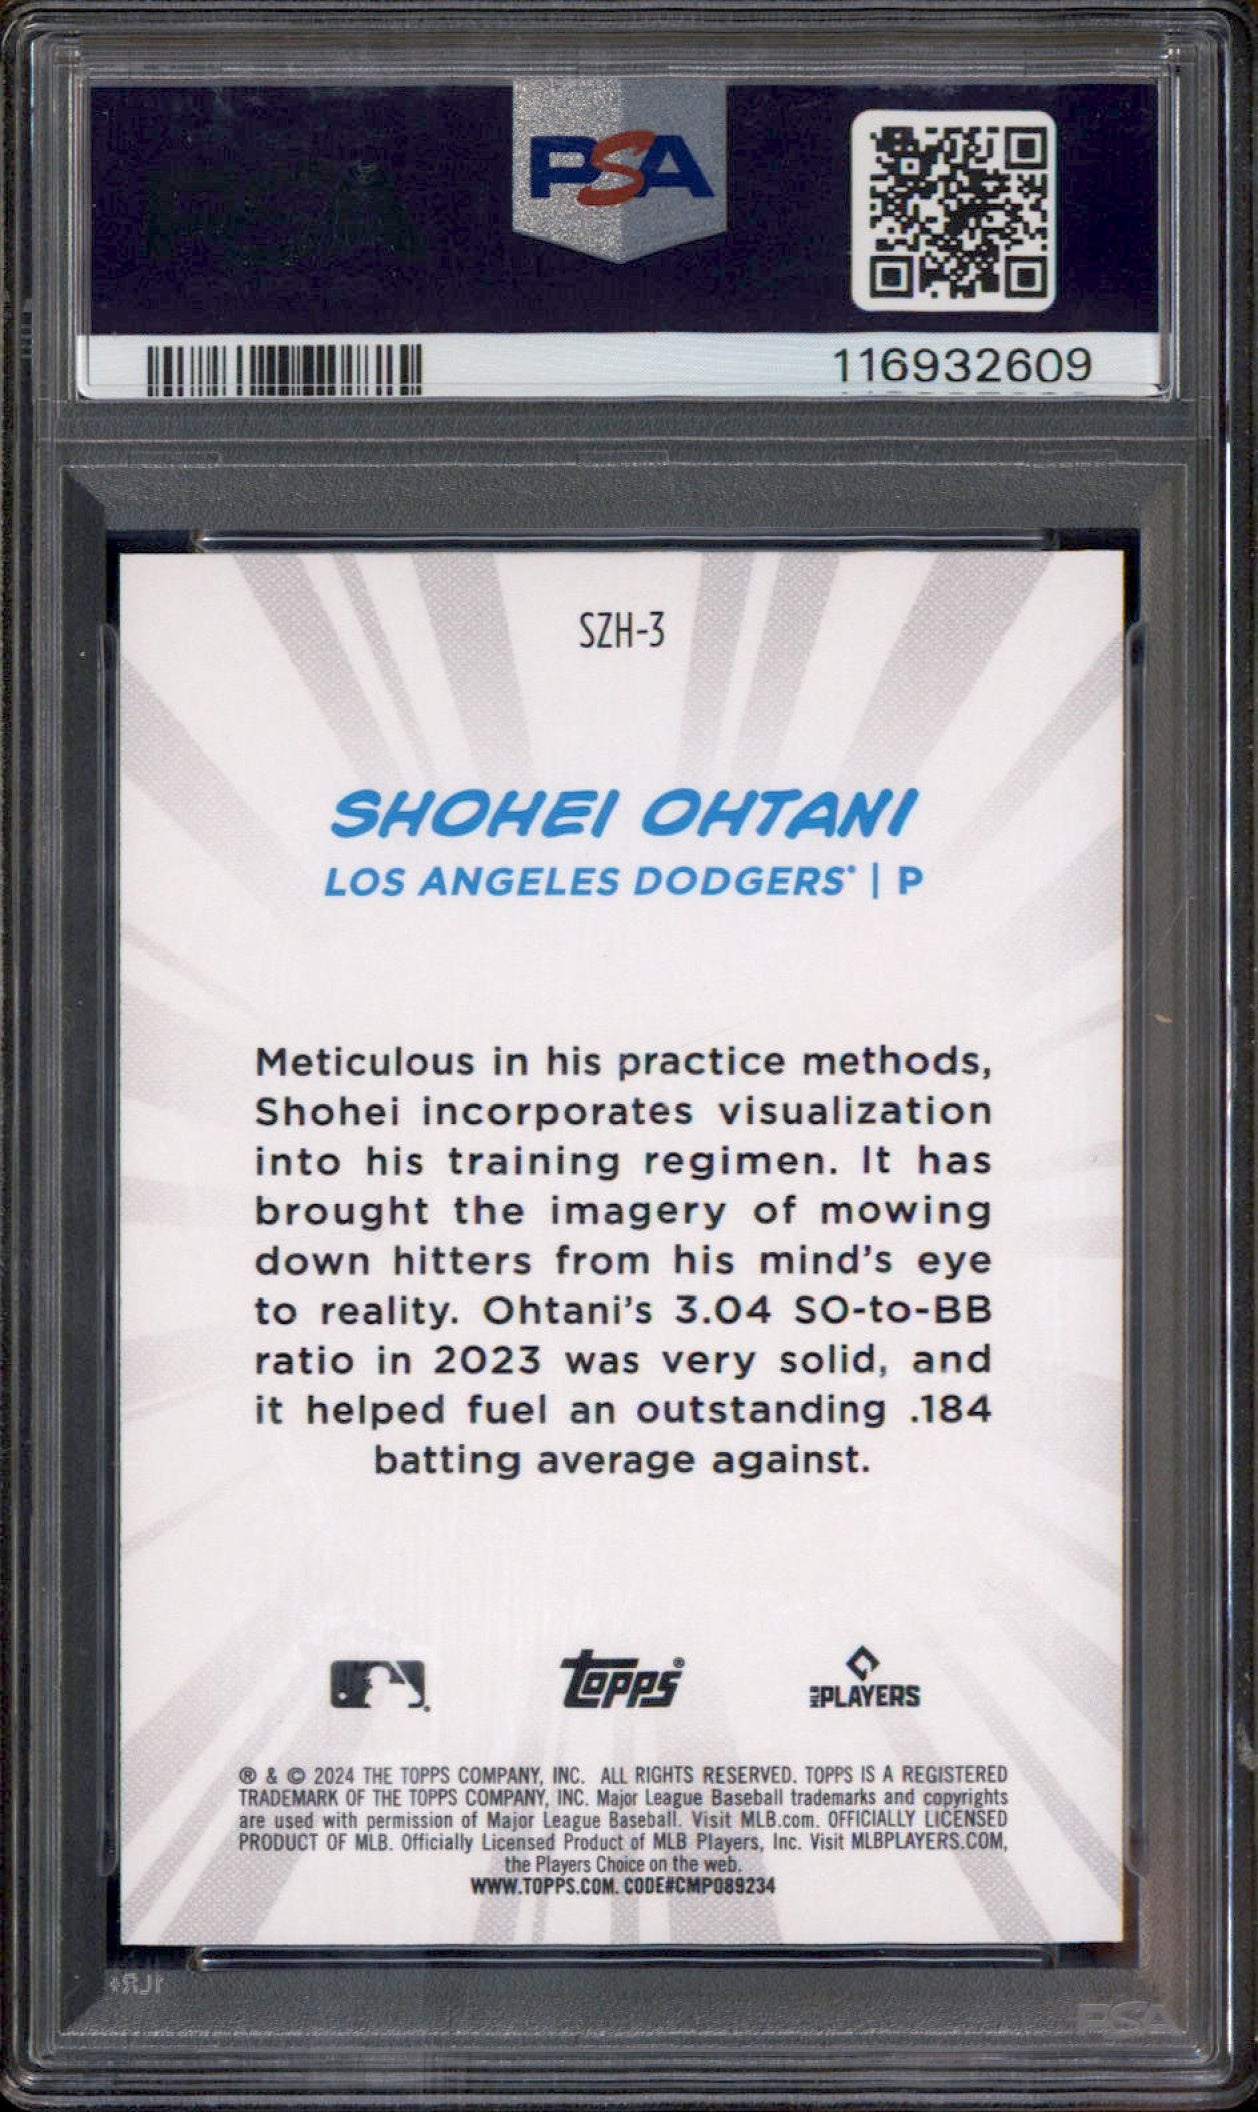 PSA
116932609
SZH-3
SHOHEI OHTANI
LOS ANGELES DODGERS® | P
Meticulous in his practice methods,
Shohei incorporates visualization
into his training regimen. It has
brought the imagery of mowing
down hitters from his mind's eye
to reality. Ohtani's 3.04 SO-to-BB
ratio in 2023 was very solid, and
it helped fuel an outstanding .184
batting average against.
topps®
MLB PLAYERS
® & © 2024 THE TOPPS COMPANY, INC. ALL RIGHTS RESERVED. TOPPS IS A REGISTERED
TRADEMARK OF THE TOPPS COMPANY, INC. Major League Baseball trademarks and copyrights
are used with permission of Major League Baseball. Visit MLB.com. OFFICIALLY LICENSED
PRODUCT OF MLB. Officially Licensed Product of MLB Players, Inc. Visit MLBPLAYERS.COM,
the Players Choice on the web.
WWW.TOPPS.COM. CODE#CMP089234
PSA